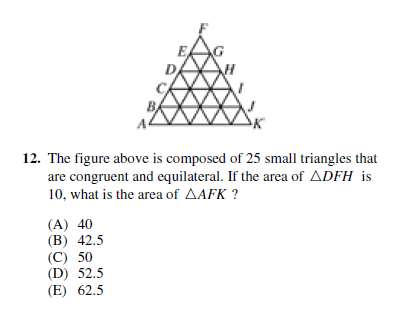 F
E G
D H
C I
B J
A K
12. The figure above is composed of 25 small triangles that
are congruent and equilateral. If the area of △DFH is
10, what is the area of △AFK ?
(A) 40
(B) 42.5
(C) 50
(D) 52.5
(E) 62.5